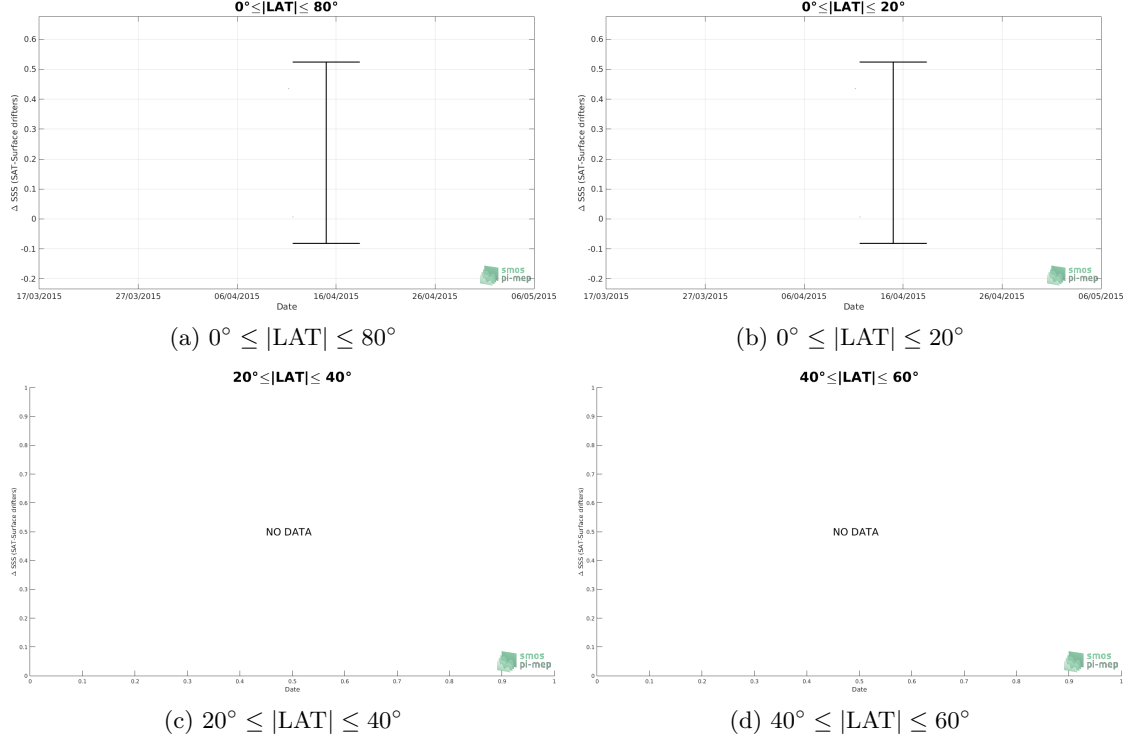 0°≤|LAT|≤ 80°
0.6
0.5
0.4
0.3
0.2
0.1
0
-0.1
-0.2
Δ SSS (SAT-Surface drifters)
17/03/2015 27/03/2015 06/04/2015 16/04/2015 26/04/2015 06/05/2015
Date
smos
pi-mep
(a) 0° ≤ |LAT| ≤ 80°
0°≤|LAT|≤ 20°
0.6
0.5
0.4
0.3
0.2
0.1
0
-0.1
-0.2
Δ SSS (SAT-Surface drifters)
17/03/2015 27/03/2015 06/04/2015 16/04/2015 26/04/2015 06/05/2015
Date
smos
pi-mep
(b) 0° ≤ |LAT| ≤ 20°
20°≤|LAT|≤ 40°
1
0.9
0.8
0.7
0.6
0.5
0.4
0.3
0.2
0.1
0
Δ SSS (SAT-Surface drifters)
NO DATA
0 0.1 0.2 0.3 0.4 0.5 0.6 0.7 0.8 0.9 1
Date
smos
pi-mep
(c) 20° ≤ |LAT| ≤ 40°
40°≤|LAT|≤ 60°
1
0.9
0.8
0.7
0.6
0.5
0.4
0.3
0.2
0.1
0
Δ SSS (SAT-Surface drifters)
NO DATA
0 0.1 0.2 0.3 0.4 0.5 0.6 0.7 0.8 0.9 1
Date
smos
pi-mep
(d) 40° ≤ |LAT| ≤ 60°